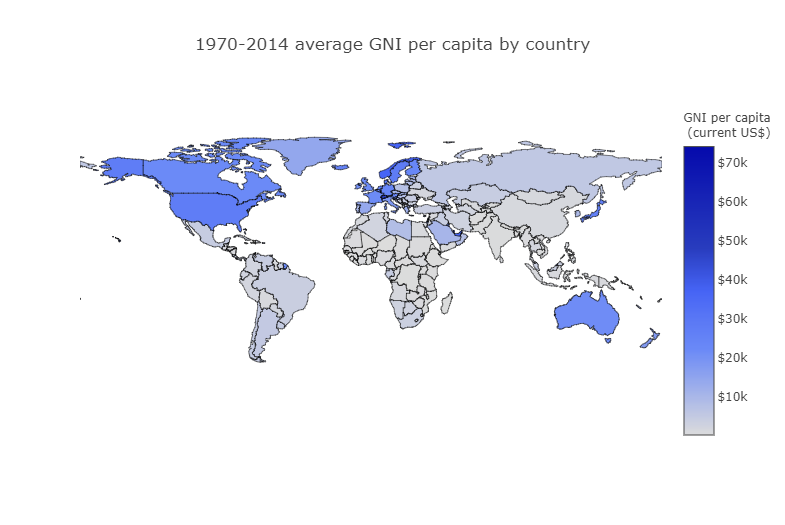 1970-2014 average GNI per capita by country
GNI per capita
(current US$)
$70k
$60k
$50k
$40k
$30k
$20k
$10k